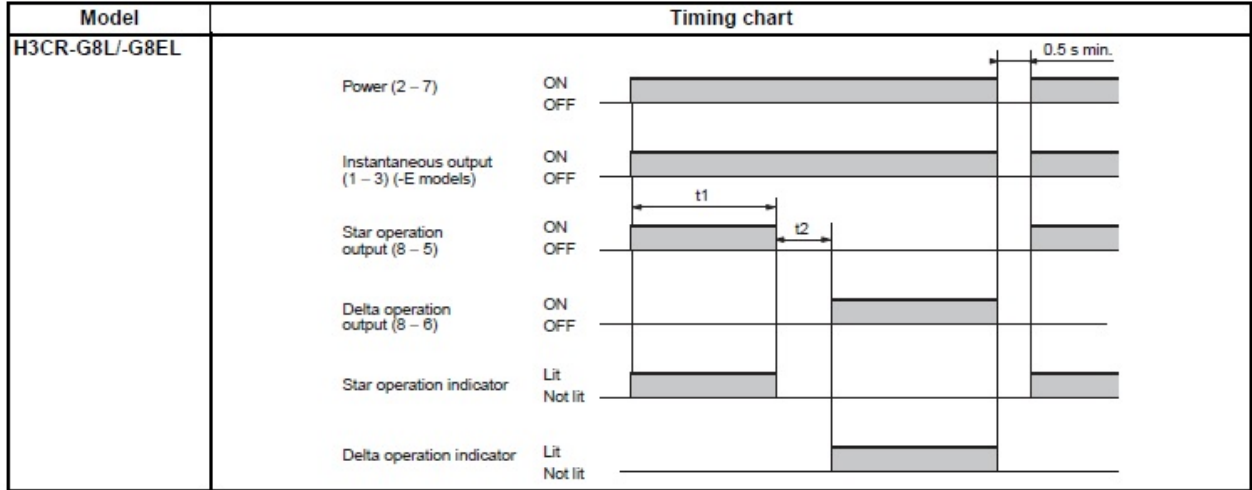 Model
Timing chart
H3CR-G8L/-G8EL
0.5 s min.
Power (2 – 7)
ON
OFF
Instantaneous output
(1 – 3) (-E models)
ON
OFF
t1
Star operation
output (8 – 5)
ON
OFF
t2
Delta operation
output (8 – 6)
ON
OFF
Star operation indicator
Lit
Not lit
Delta operation indicator
Lit
Not lit